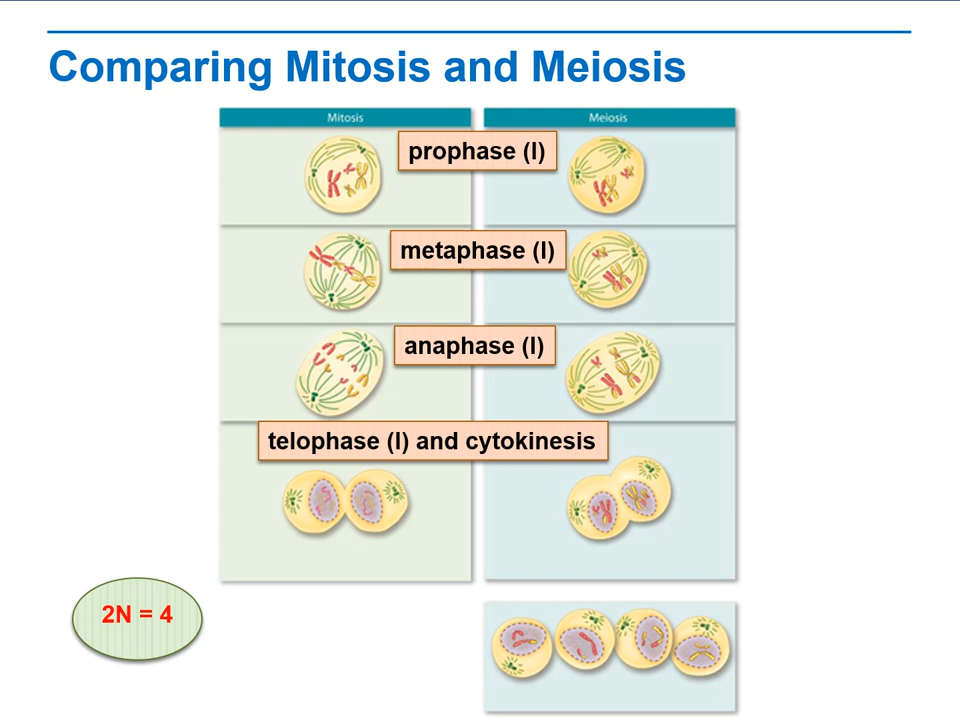 Comparing Mitosis and Meiosis
Mitosis
Meiosis
prophase (I)
metaphase (I)
anaphase (I)
telophase (I) and cytokinesis
2N = 4